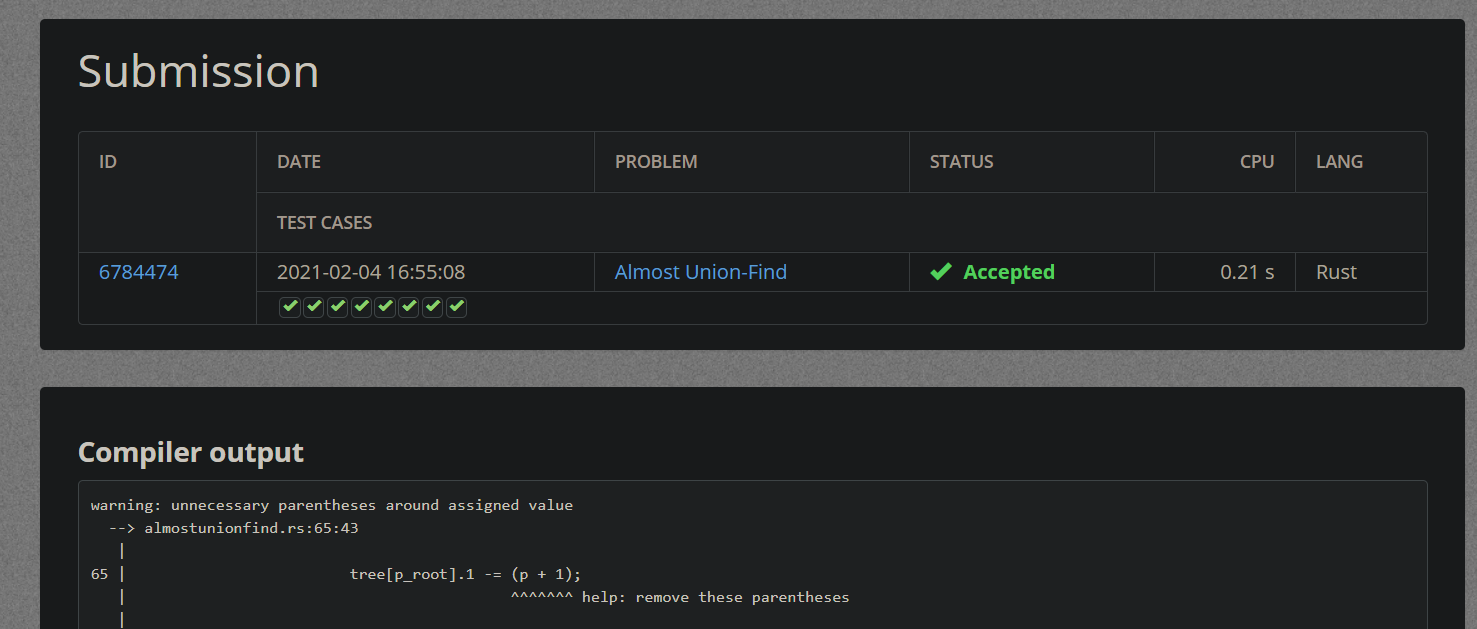 Submission
ID DATE PROBLEM STATUS CPU LANG
TEST CASES
6784474 2021-02-04 16:55:08 Almost Union-Find Accepted 0.21 s Rust
Compiler output
warning: unnecessary parentheses around assigned value
--> almostunionfind.rs:65:43
|
65 | tree[p_root].1 -= (p + 1);
| ^^^^^^^ help: remove these parentheses
|